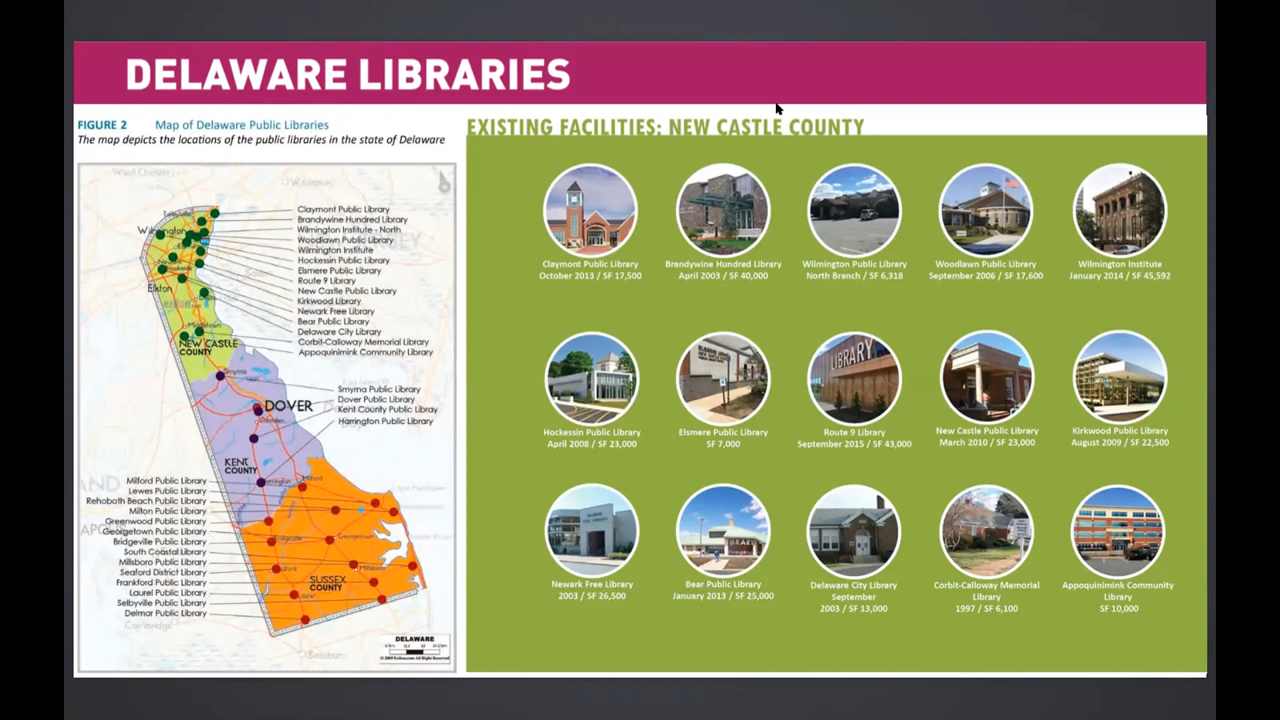 DELAWARE LIBRARIES
FIGURE 2 Map of Delaware Public Libraries
The map depicts the locations of the public libraries in the state of Delaware
Claymont Public Library
Brandywine Hundred Library
Wilmington Institute - North
Woodlawn Public Library
Wilmington Institute
Hockessin Public Library
Elsmere Public Library
Route 9 Library
New Castle Public Library
Kirkwood Library
Newark Free Library
Bear Public Library
Delaware City Library
Corbit-Calloway Memorial Library
Appoquinimink Community Library
Elkton
NEW CASTLE
COUNTY
Smyrna
Smyrna Public Library
Dover Public Library
Kent County Public Libray
Harrington Public Library
DOVER
KENT
COUNTY
Milford
Milford Public Library
Lewes Public Library
Rehoboth Beach Public Library
Milton Public Library
Greenwood Public Library
Georgetown Public Library
Bridgeville Public Library
South Coastal Library
Millsboro Public Library
Seaford District Library
Frankford Public Library
Laurel Public Library
Selbyville Public Library
Delmar Public Library
Georgetown
SUSSEX
COUNTY
Cambridge
Salisbury
DELAWARE
EXISTING FACILITIES: NEW CASTLE COUNTY
Claymont Public Library
October 2013 / SF 17,500
Brandywine Hundred Library
April 2003 / SF 40,000
Wilmington Public Library
North Branch / SF 6,318
Woodlawn Public Library
September 2006 / SF 17,600
Wilmington Institute
January 2014 / SF 45,592
LIBRARY
Hockessin Public Library
April 2008 / SF 23,000
Elsmere Public Library
SF 7,000
Route 9 Library
September 2015 / SF 43,000
New Castle Public Library
March 2010 / SF 23,000
Kirkwood Public Library
August 2009 / SF 22,500
Newark Free Library
2003 / SF 26,500
Bear Public Library
January 2013 / SF 25,000
Delaware City Library
September
2003 / SF 13,000
Corbit-Calloway Memorial
Library
1997 / SF 6,100
Appoquinimink Community
Library
SF 10,000